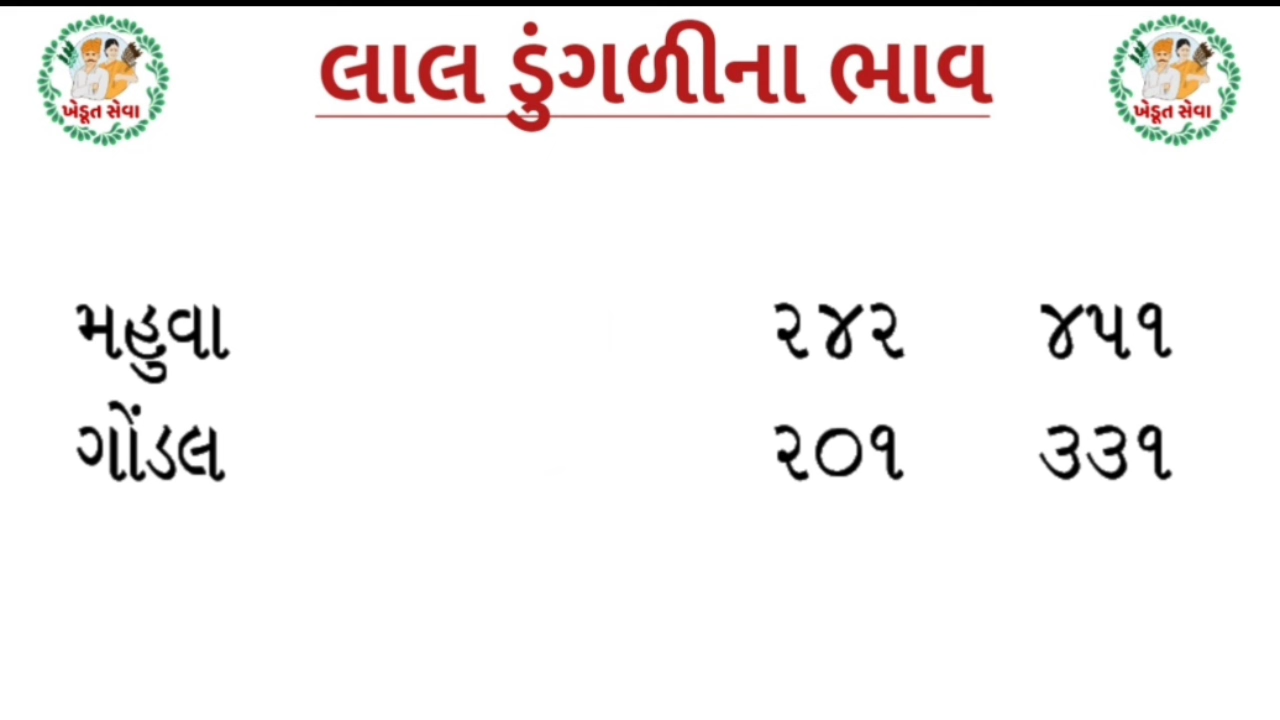 લાલ ડુંગળીના ભાવ
ખેડૂત સેવા
ખેડૂત સેવા
મહુવા ૨૪૨ ૪૫૧
ગોંડલ ૨૦૧ ૩૩૧